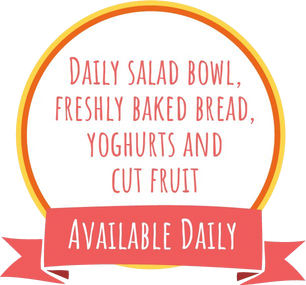 Daily salad bowl,
freshly baked bread,
yoghurts and
cut fruit
Available Daily